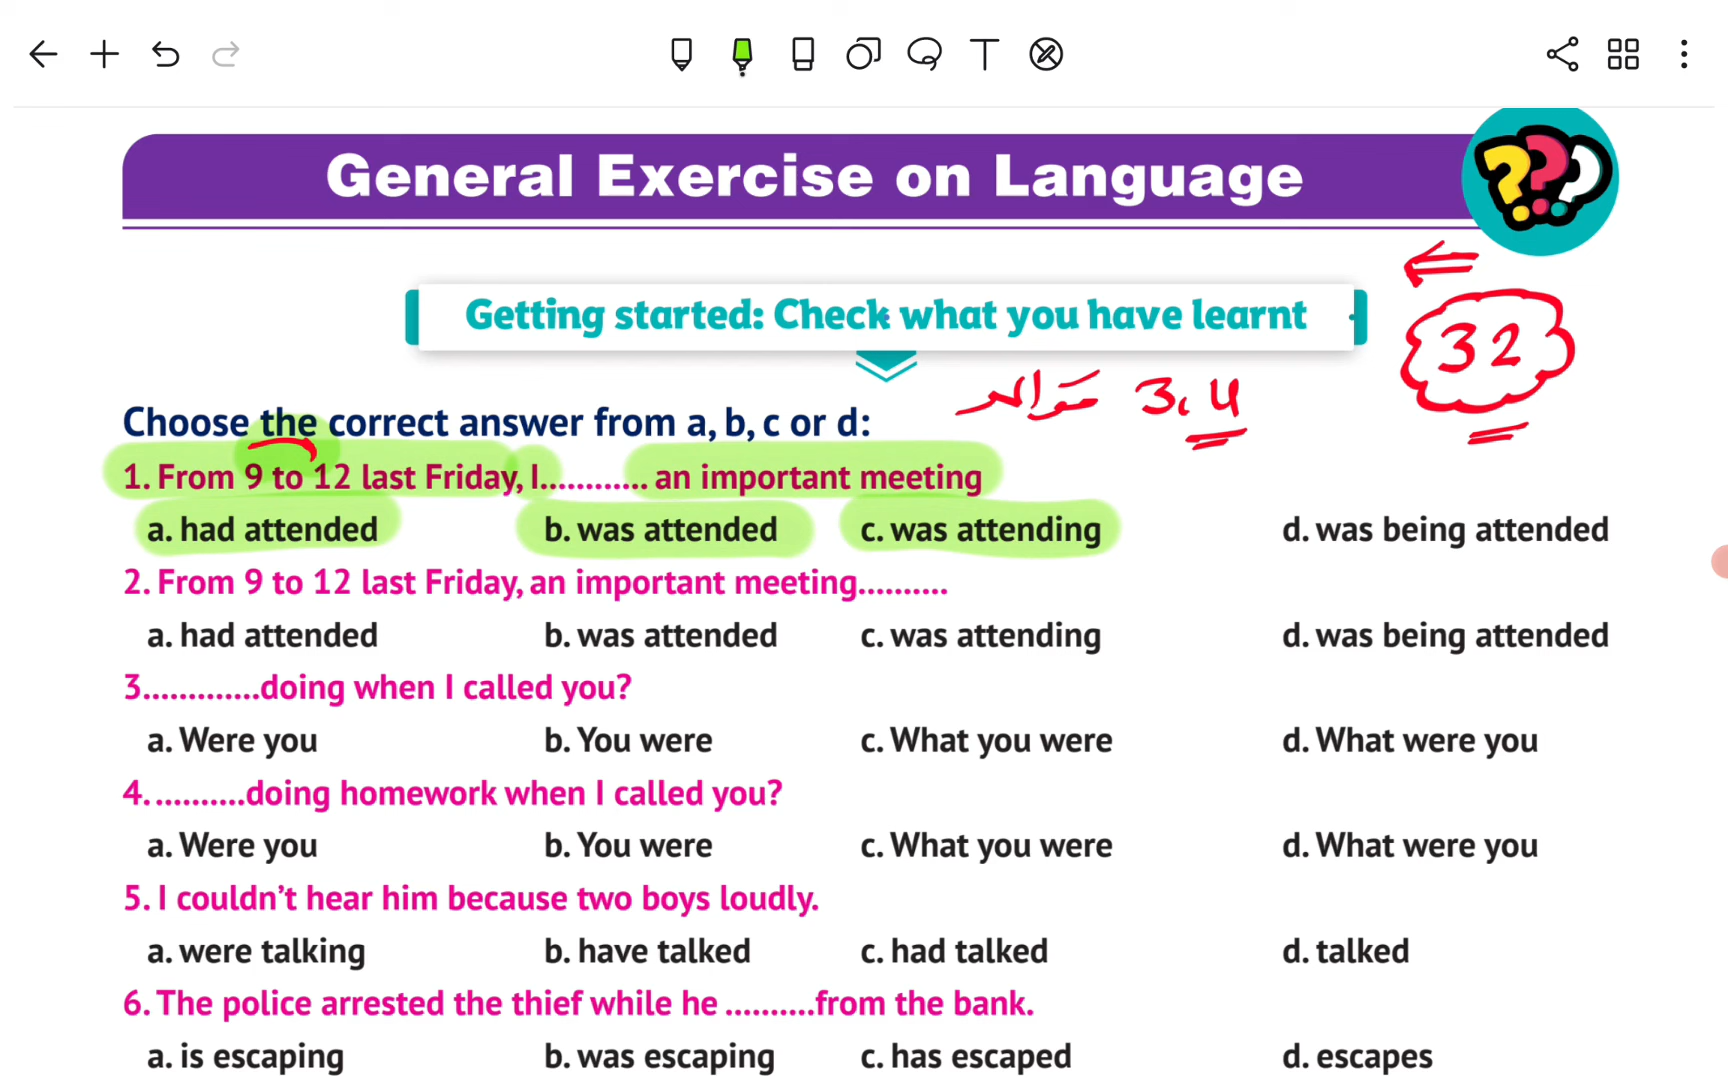 General Exercise on Language
Getting started: Check what you have learnt
32
3، 4
Choose the correct answer from a, b, c or d:
1. From 9 to 12 last Friday, I............ an important meeting
a. had attended b. was attended c. was attending d. was being attended
2. From 9 to 12 last Friday, an important meeting..........
a. had attended b. was attended c. was attending d. was being attended
3.............doing when I called you?
a. Were you b. You were c. What you were d. What were you
4. ..........doing homework when I called you?
a. Were you b. You were c. What you were d. What were you
5. I couldn't hear him because two boys loudly.
a. were talking b. have talked c. had talked d. talked
6. The police arrested the thief while he ..........from the bank.
a. is escaping b. was escaping c. has escaped d. escapes